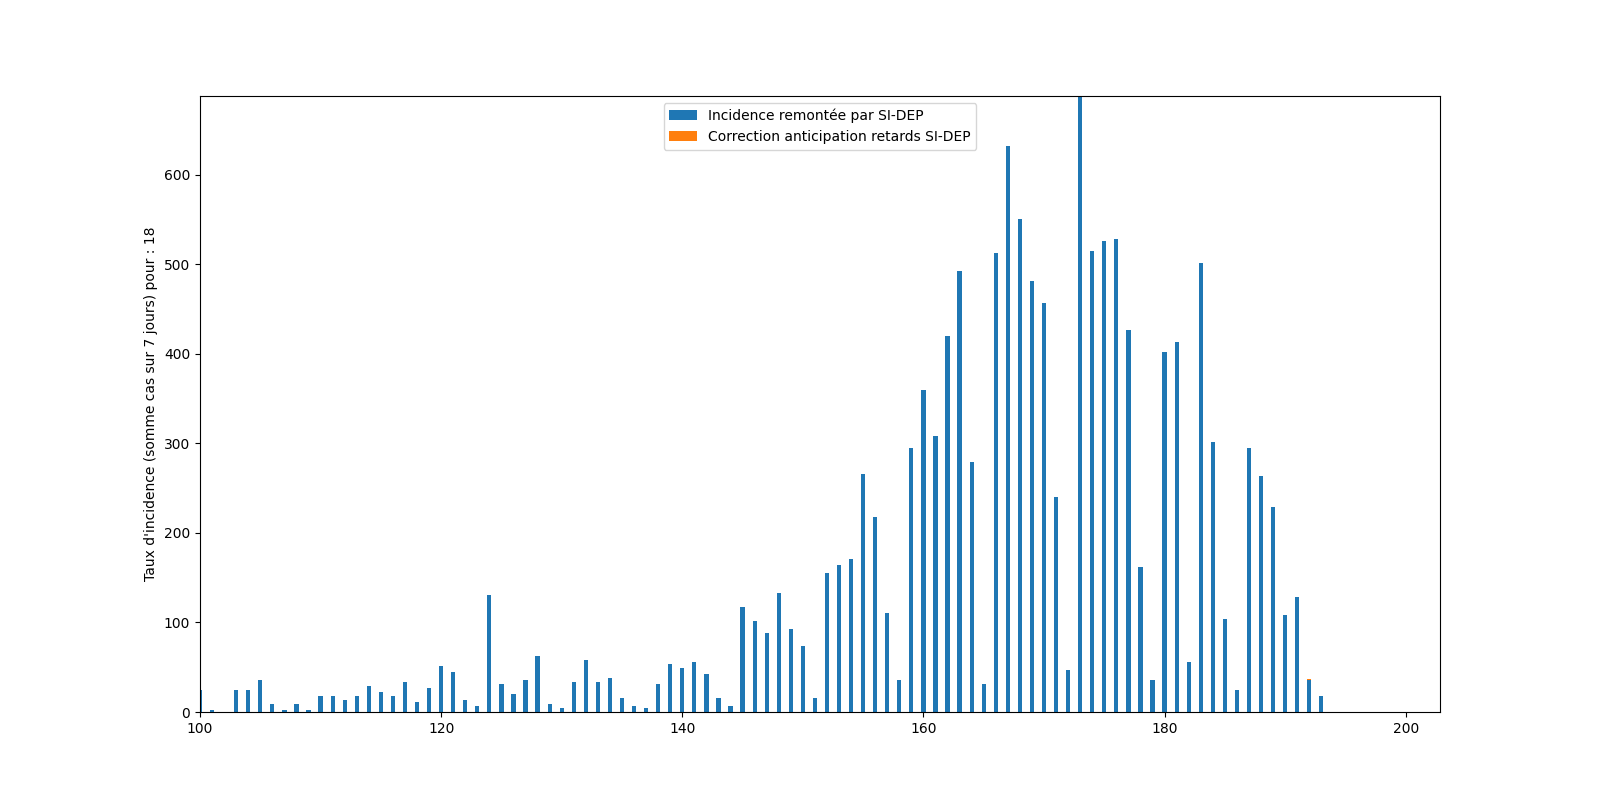 Incidence remontée par SI-DEP
Correction anticipation retards SI-DEP
Taux d'incidence (somme cas sur 7 jours) pour : 18
600
500
400
300
200
100
0
100 120 140 160 180 200